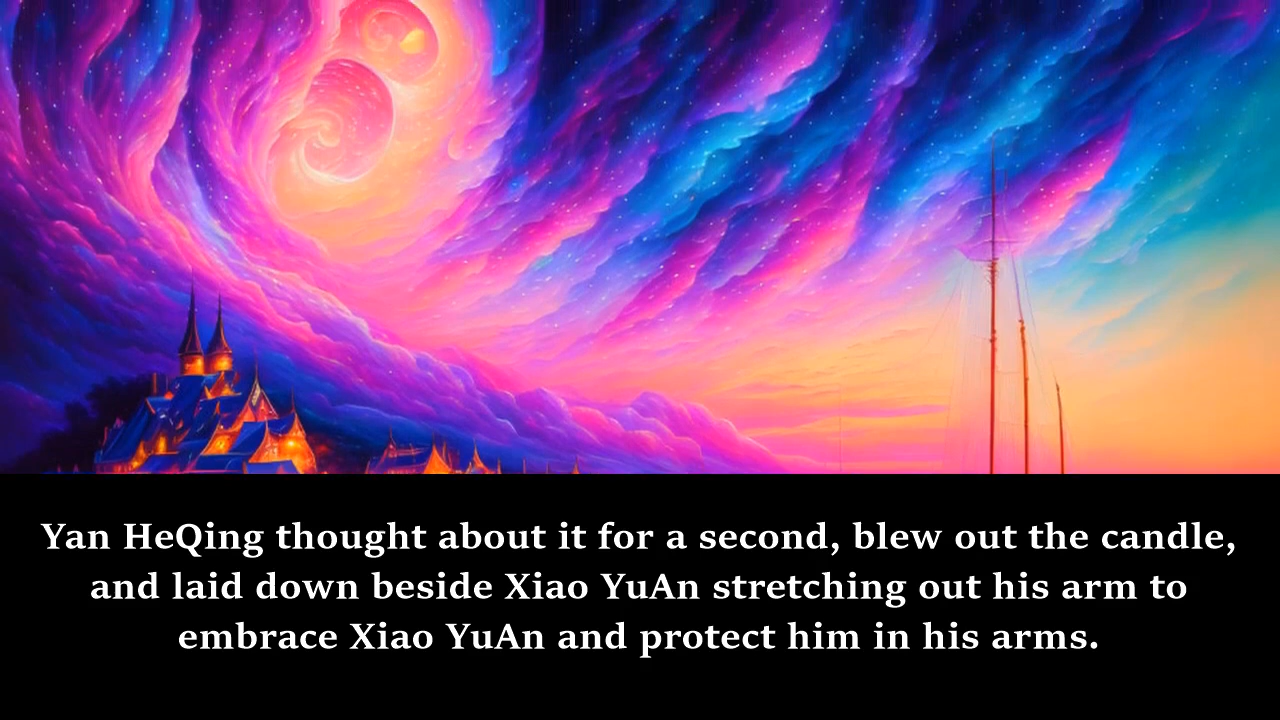 Yan HeQing thought about it for a second, blew out the candle,
and laid down beside Xiao YuAn stretching out his arm to
embrace Xiao YuAn and protect him in his arms.